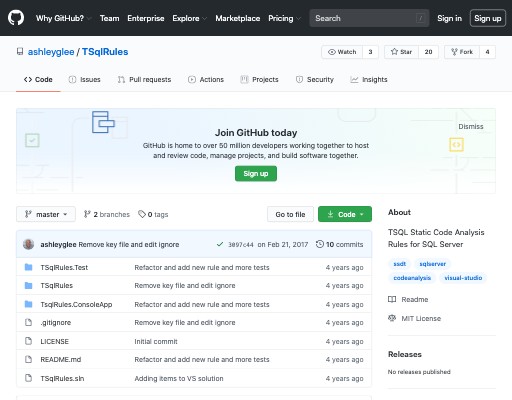 Why GitHub? Team Enterprise Explore Marketplace Pricing Search / Sign in Sign up
ashleyglee / TSqlRules Watch 3 Star 20 Fork 4
Code Issues Pull requests Actions Projects Security Insights
Dismiss
Join GitHub today
GitHub is home to over 50 million developers working together to host
and review code, manage projects, and build software together.
Sign up
master 2 branches 0 tags Go to file Code
ashleyglee Remove key file and edit ignore 3097c44 on Feb 21, 2017 10 commits
TSqlRules.Test Refactor and add new rule and more tests 4 years ago
TSqlRules Remove key file and edit ignore 4 years ago
TsqlRules.ConsoleApp Refactor and add new rule and more tests 4 years ago
.gitignore Remove key file and edit ignore 4 years ago
LICENSE Initial commit 4 years ago
README.md Refactor and add new rule and more tests 4 years ago
TSqlRules.sln Adding items to VS solution 4 years ago
About
TSQL Static Code Analysis
Rules for SQL Server
ssdt sqlserver
codeanalysis visual-studio
Readme
MIT License
Releases
No releases published